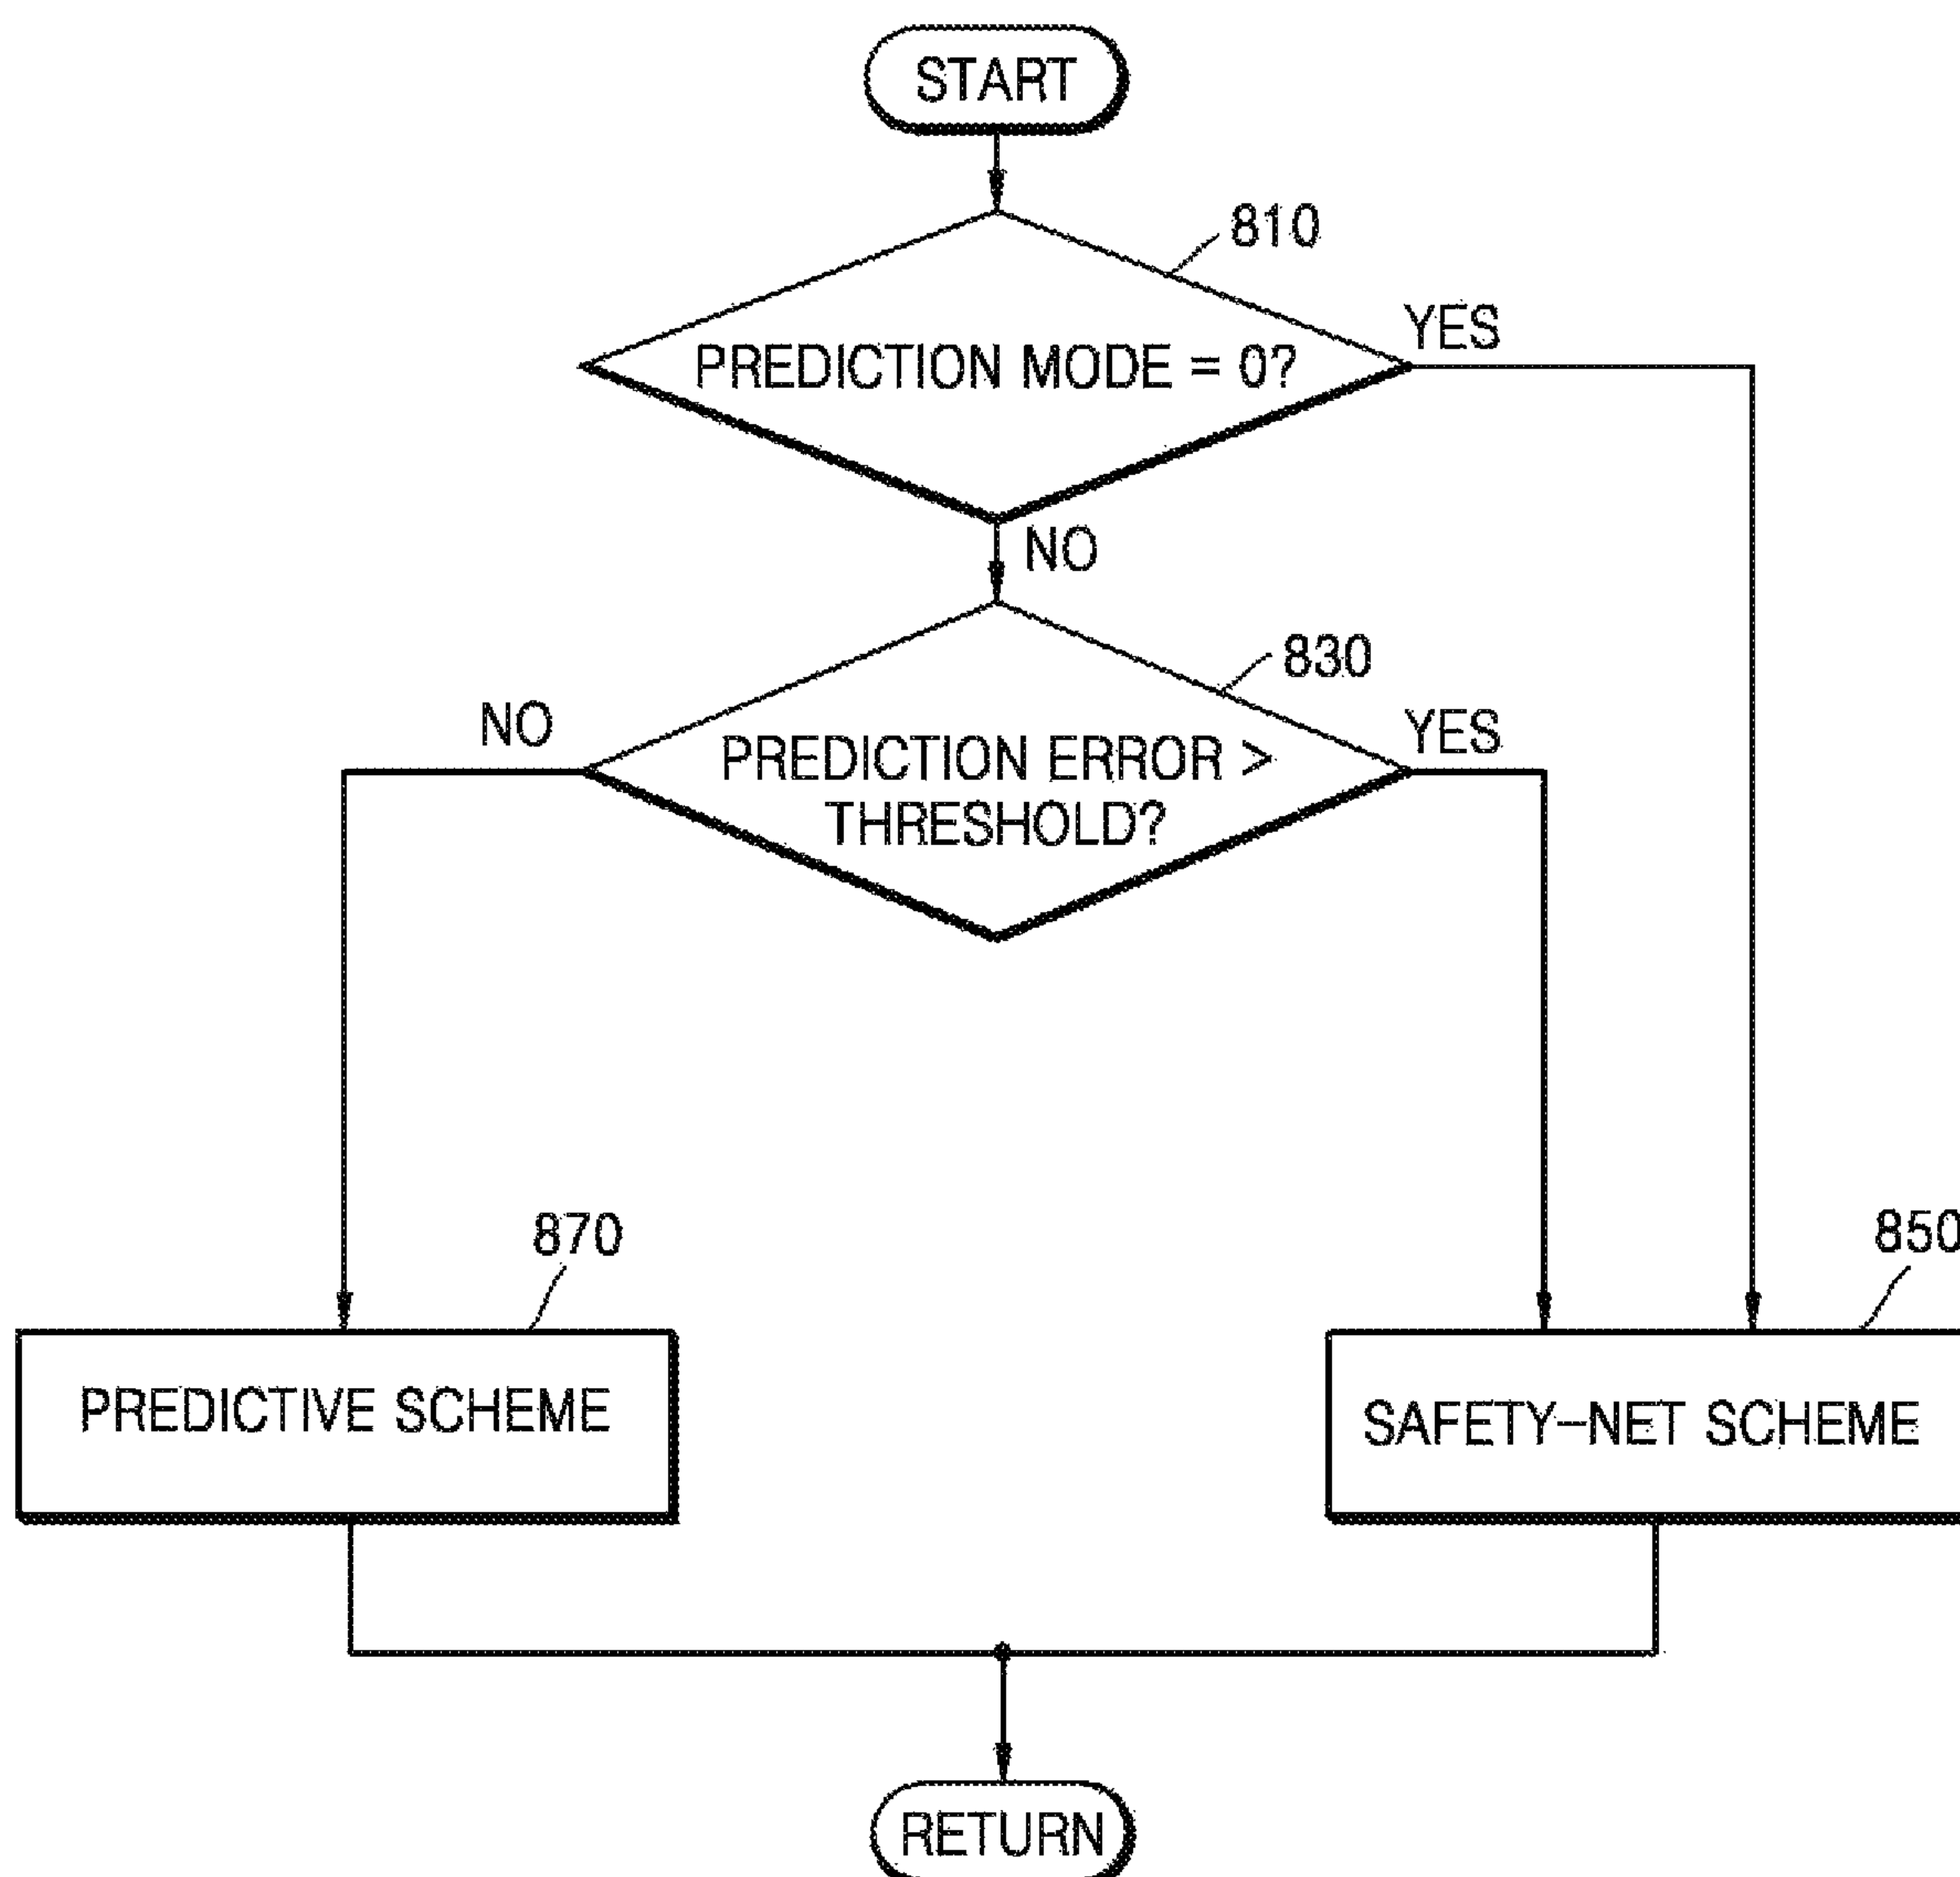 START
810
YES
PREDICTION MODE = 0?
NO
830
NO
YES
PREDICTION ERROR >
THRESHOLD?
870
850
PREDICTIVE SCHEME
SAFETY-NET SCHEME
RETURN